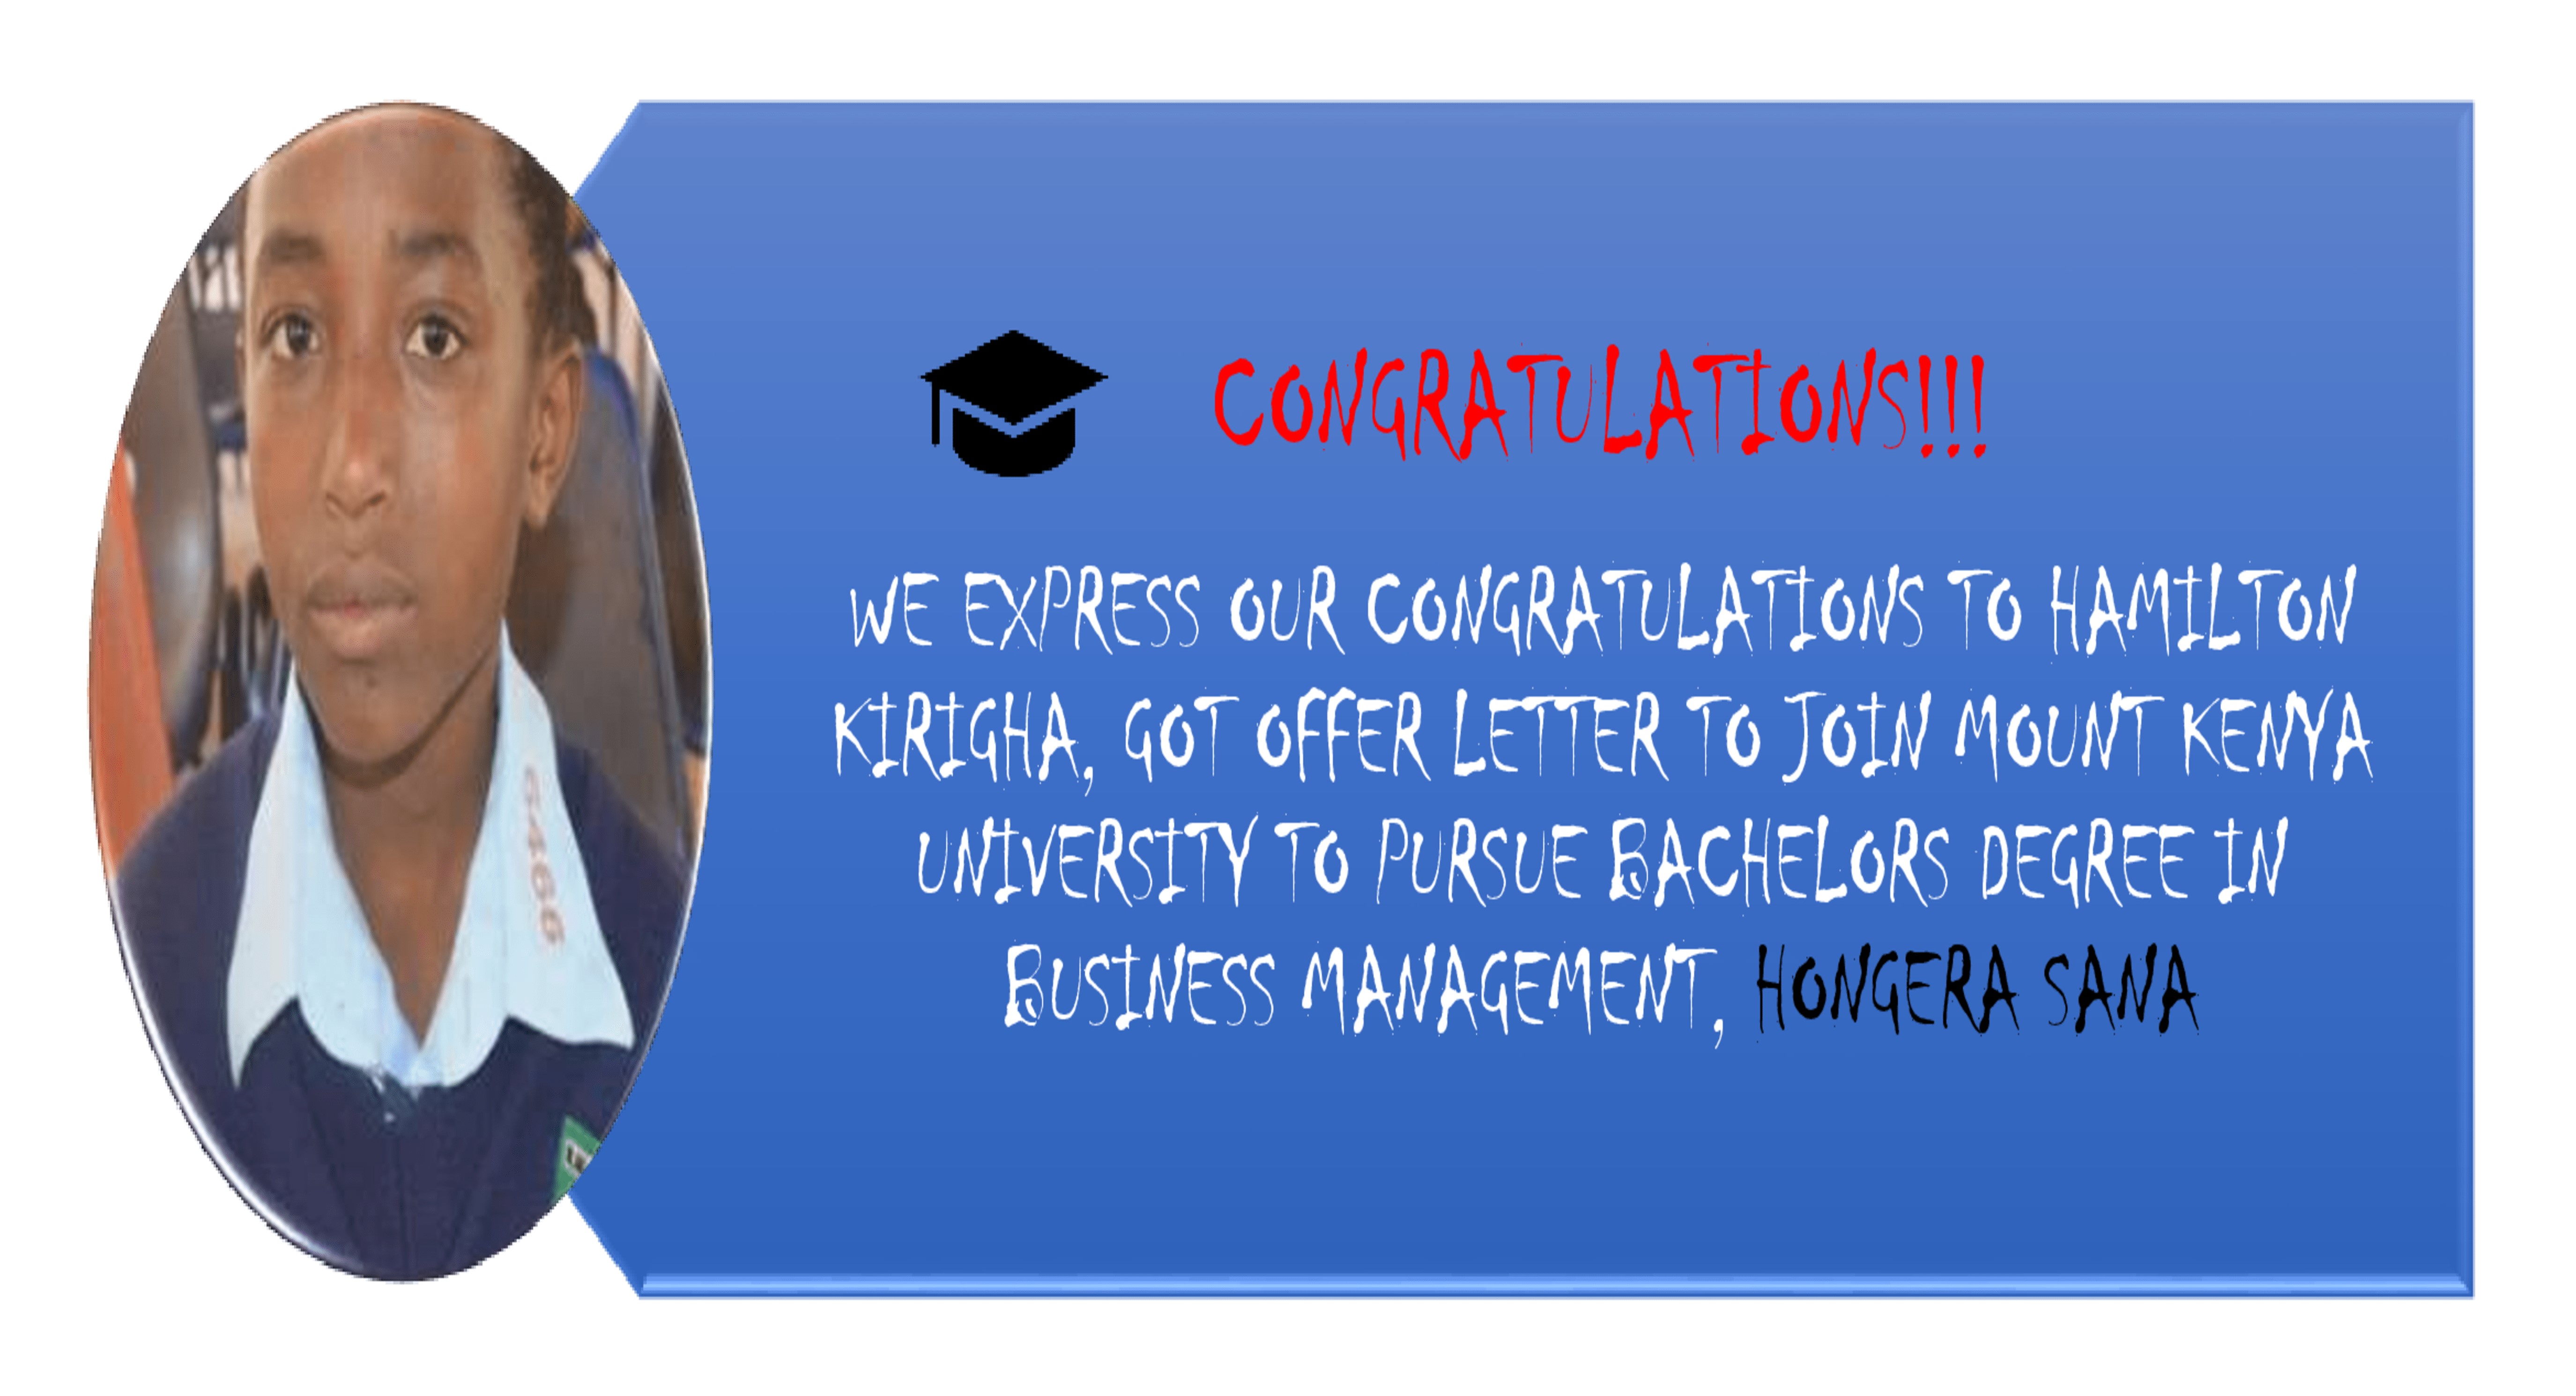 CONGRATULATIONS!!!
WE EXPRESS OUR CONGRATULATIONS TO HAMILTON
KIRIGHA, GOT OFFER LETTER TO JOIN MOUNT KENYA
UNIVERSITY TO PURSUE BACHELORS DEGREE IN
BUSINESS MANAGEMENT, HONGERA SANA